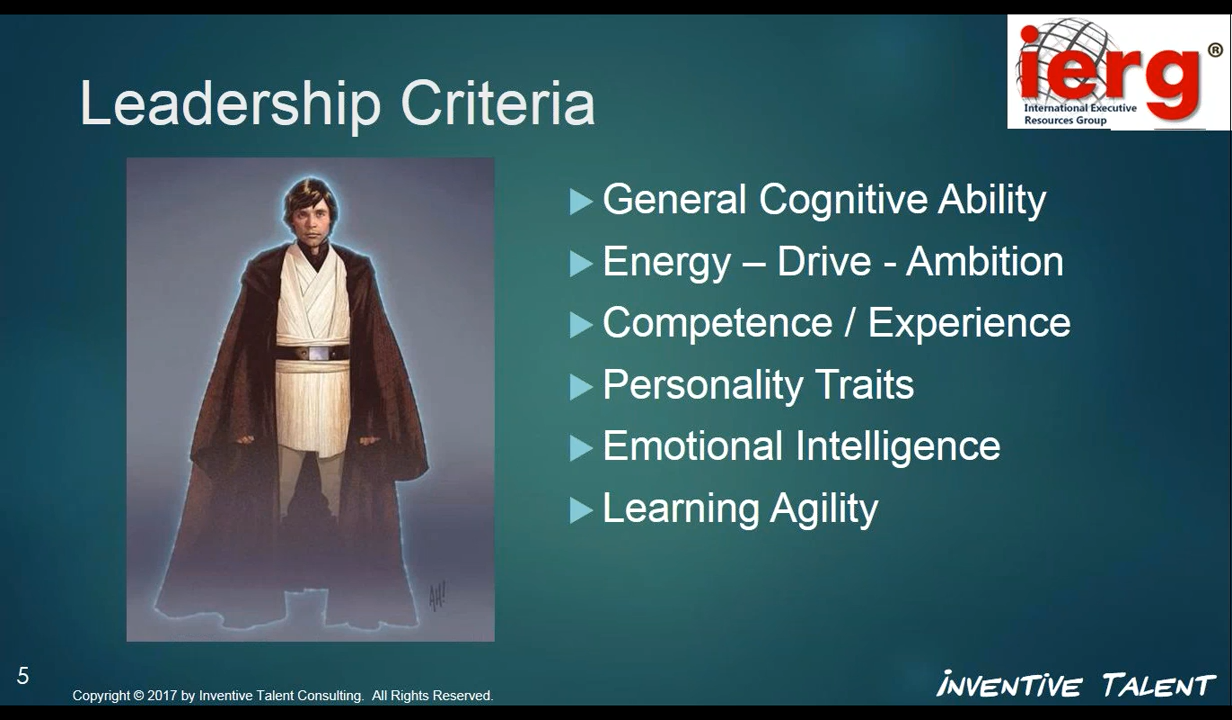 ierg®
International Executive
Resources Group
Leadership Criteria
General Cognitive Ability
Energy – Drive - Ambition
Competence / Experience
Personality Traits
Emotional Intelligence
Learning Agility
AH!
5
Copyright © 2017 by Inventive Talent Consulting. All Rights Reserved.
INVENTIVE TALENT